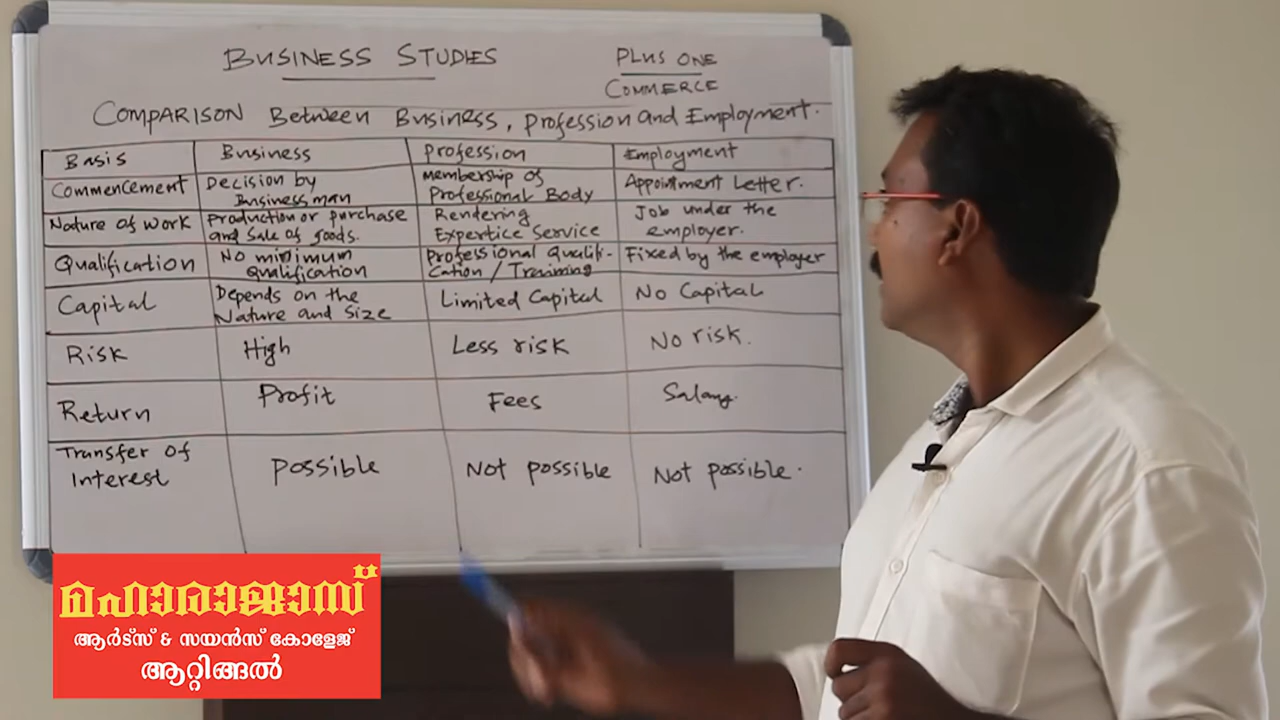 BUSINESS STUDIES
PLUS ONE
COMMERCE
COMPARISON Between Business, Profession and Employment.
Basis
Business
Profession
Employment
Commencement
Decision by
Business man
Membership of
Professional Body
Appointment Letter.
Nature of work
Production or purchase
and Sale of goods.
Rendering
Expertice Service
Job under the
employer.
Qualification
No minimum
Qualification
Professional Qualifi-
cation / Training
Fixed by the employer
Capital
Depends on the
Nature and Size
Limited Capital
No Capital
Risk
High
Less risk
No risk.
Return
Profit
Fees
Salary.
Transfer of
Interest
Possible
Not possible
Not possible.
മഹാരാജാസ്
ആർട്സ് & സയൻസ് കോളേജ്
ആറ്റിങ്ങൽ